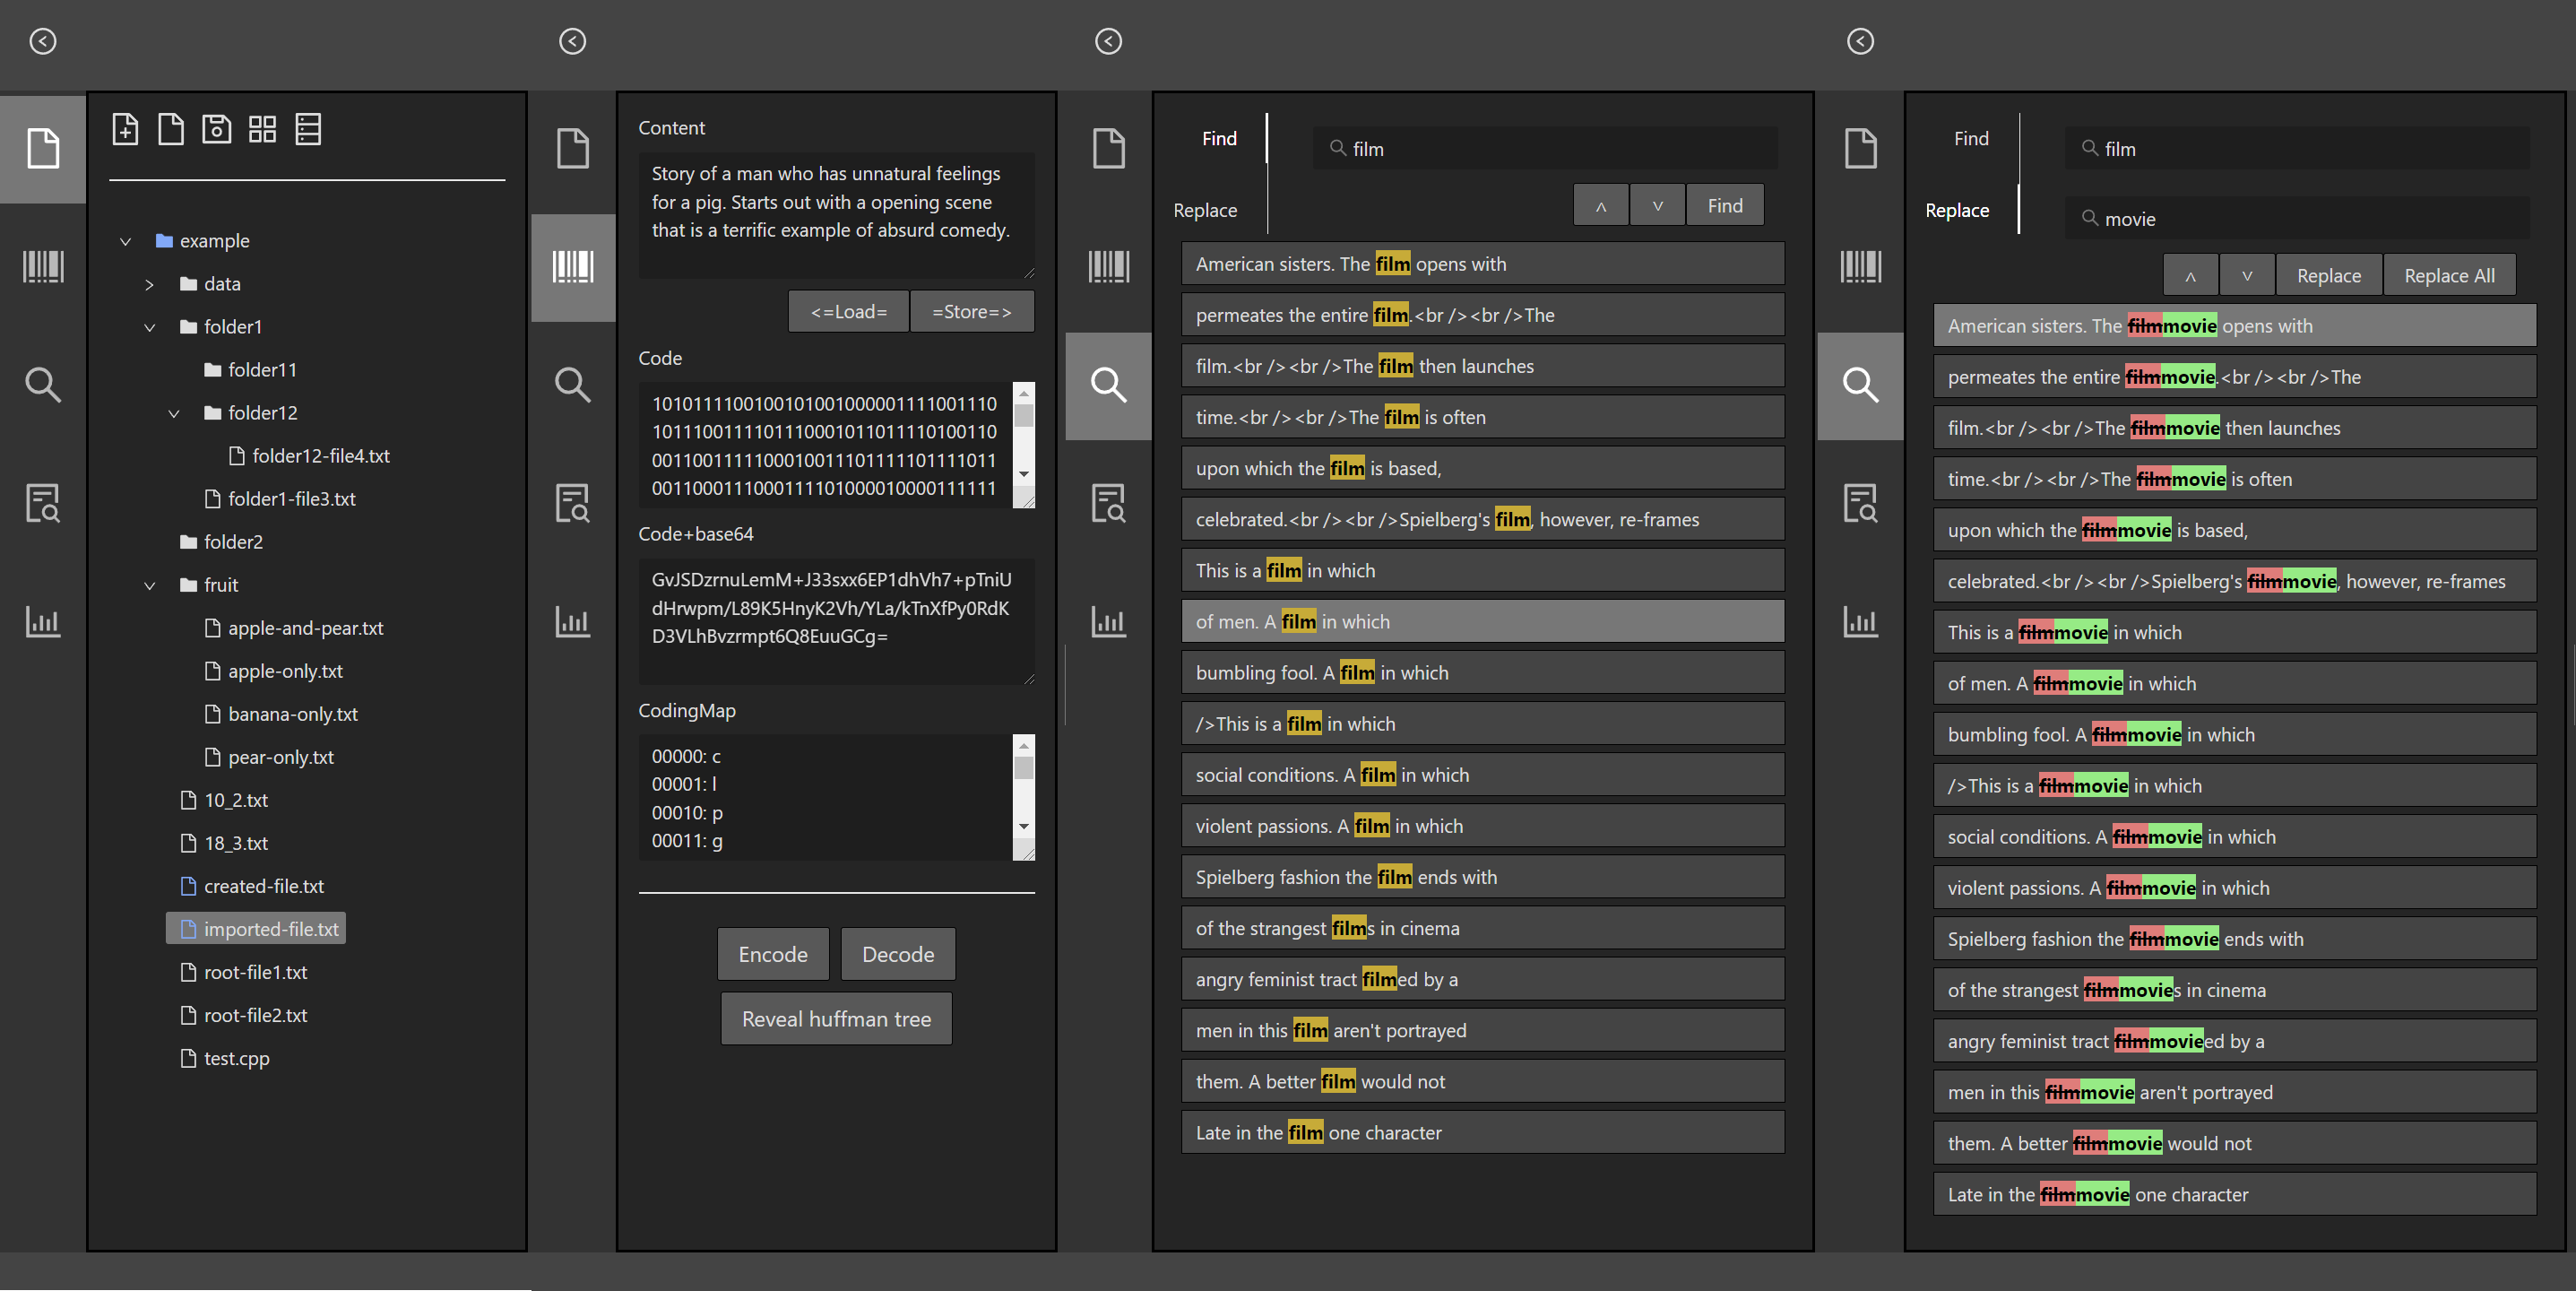 example
data
folder1
folder11
folder12
folder12-file4.txt
folder1-file3.txt
folder2
fruit
apple-and-pear.txt
apple-only.txt
banana-only.txt
pear-only.txt
10_2.txt
18_3.txt
created-file.txt
imported-file.txt
root-file1.txt
root-file2.txt
test.cpp
Content
Story of a man who has unnatural feelings
for a pig. Starts out with a opening scene
that is a terrific example of absurd comedy.
<=Load=
=Store=>
Code
1010111100100101001000001111001110
1011100111101110001011011110100110
0011001111100010011101111101111011
0011000111000111101000010000111111
Code+base64
GvJSDzrnuLemM+J33sxx6EP1dhVh7+pTniU
dHrwpm/L89K5HnyK2Vh/YLa/kTnXfPy0RdK
D3VLhBvzrmpt6Q8EuuGCg=
CodingMap
00000: c
00001: l
00010: p
00011: g
Encode
Decode
Reveal huffman tree
Find
film
Replace
˄
˅
Find
American sisters. The film opens with
permeates the entire film.<br /><br />The
film.<br /><br />The film then launches
time.<br /><br />The film is often
upon which the film is based,
celebrated.<br /><br />Spielberg's film, however, re-frames
This is a film in which
of men. A film in which
bumbling fool. A film in which
/>This is a film in which
social conditions. A film in which
violent passions. A film in which
Spielberg fashion the film ends with
of the strangest films in cinema
angry feminist tract filmed by a
men in this film aren't portrayed
them. A better film would not
Late in the film one character
Find
film
Replace
movie
˄
˅
Replace
Replace All
American sisters. The filmmovie opens with
permeates the entire filmmovie.<br /><br />The
film.<br /><br />The filmmovie then launches
time.<br /><br />The filmmovie is often
upon which the filmmovie is based,
celebrated.<br /><br />Spielberg's filmmovie, however, re-frames
This is a filmmovie in which
of men. A filmmovie in which
bumbling fool. A filmmovie in which
/>This is a filmmovie in which
social conditions. A filmmovie in which
violent passions. A filmmovie in which
Spielberg fashion the filmmovie ends with
of the strangest filmmovies in cinema
angry feminist tract filmmovieed by a
men in this filmmovie aren't portrayed
them. A better filmmovie would not
Late in the filmmovie one character